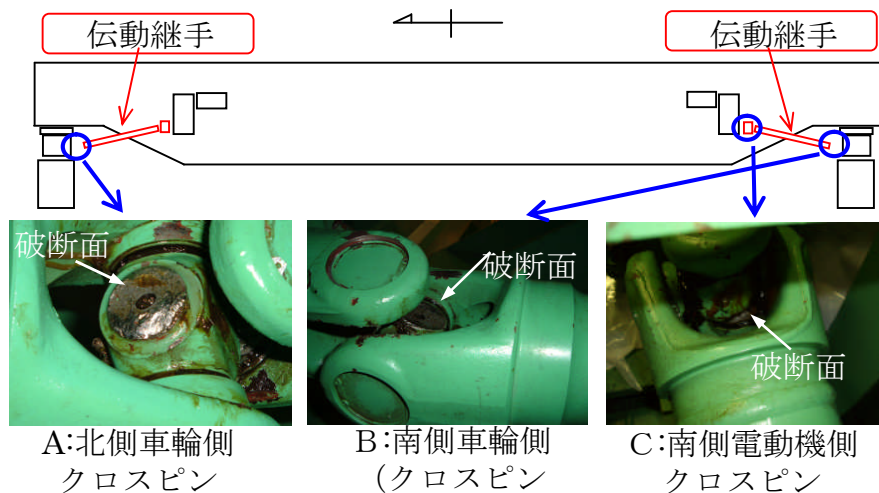 伝動継手
伝動継手
破断面
破断面
破断面
A:北側車輪側
クロスピン
B:南側車輪側
(クロスピン
C:南側電動機側
クロスピン